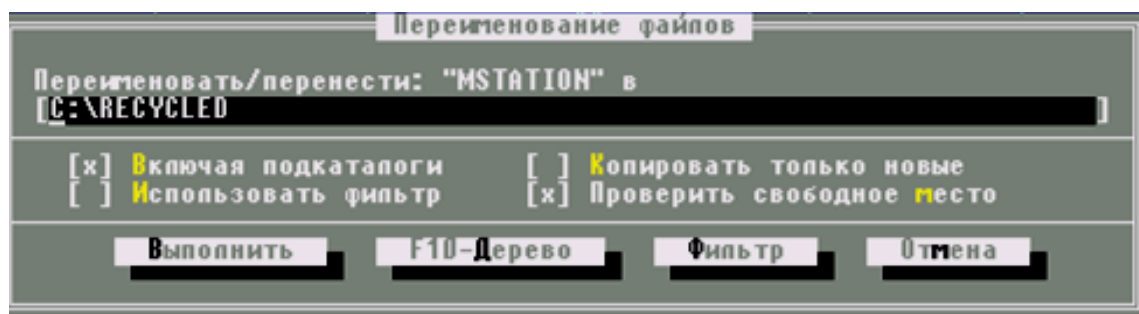 Переименование файлов
Переименовать/перенести: "MSTATION" в
[C:\RECYCLED]
[x] Включая подкаталоги [ ] Копировать только новые
[ ] Использовать фильтр [x] Проверить свободное место
Выполнить F10-Дерево Фильтр Отмена